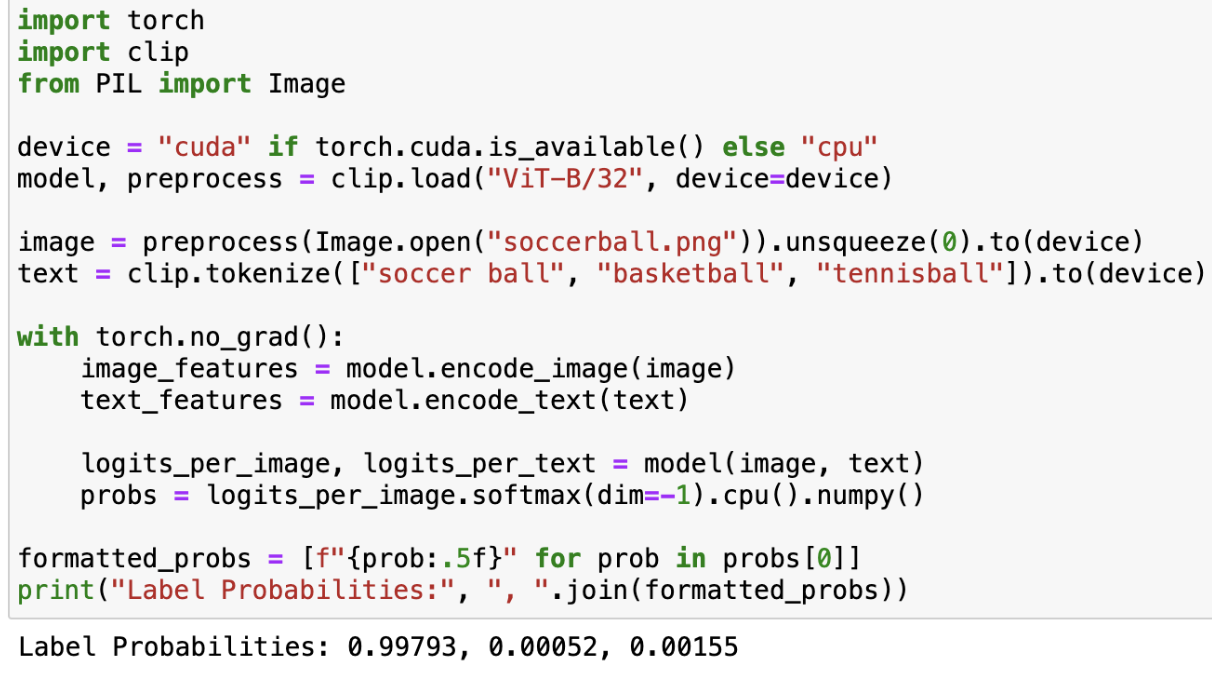 import torch
import clip
from PIL import Image

device = "cuda" if torch.cuda.is_available() else "cpu"
model, preprocess = clip.load("ViT-B/32", device=device)

image = preprocess(Image.open("soccerball.png")).unsqueeze(0).to(device)
text = clip.tokenize(["soccer ball", "basketball", "tennisball"]).to(device)

with torch.no_grad():
    image_features = model.encode_image(image)
    text_features = model.encode_text(text)

    logits_per_image, logits_per_text = model(image, text)
    probs = logits_per_image.softmax(dim=-1).cpu().numpy()

formatted_probs = [f"{prob:.5f}" for prob in probs[0]]
print("Label Probabilities:", ", ".join(formatted_probs))
Label Probabilities: 0.99793, 0.00052, 0.00155